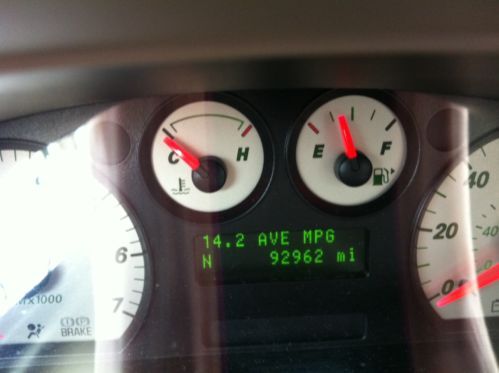 C H
E F
40
20
0
6
7
x1000
BRAKE
14.2 AVE MPG
N 92962 mi